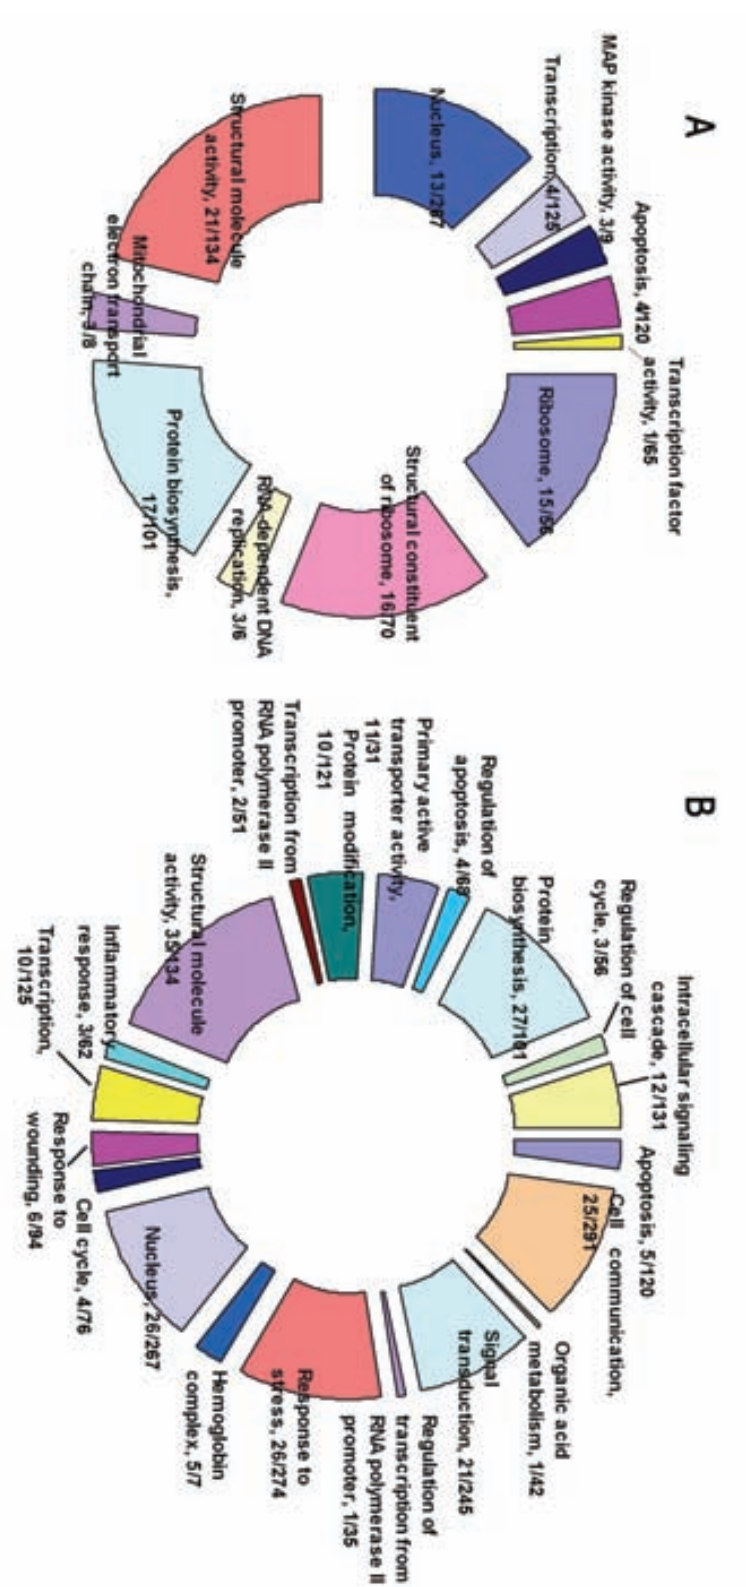 A
MAP kinase activity, 3/9
Transcription, 4/125
Nucleus, 13/267
Apoptosis, 4/120
Transcription factor
activity, 1/65
Ribosome, 15/56
Structural constituent
of ribosome, 16/70
RNA-dependent DNA
replication, 3/6
Protein biosynthesis,
17/101
Mitochondrial
electron transport
chain, 3/8
Structural molecule
activity, 21/134
B
Regulation of cell
cycle, 3/56
Intracellular signaling
cascade, 12/131
Apoptosis, 5/120
Cell communication,
25/291
Organic acid
metabolism, 1/42
Signal
transduction, 21/245
Regulation of
transcription from
RNA polymerase II
promoter, 1/35
Response to
stress, 26/274
Hemoglobin
complex, 5/7
Nucleus, 26/267
Cell cycle, 4/76
Response to
wounding, 6/94
Transcription,
10/125
Inflammatory
response, 3/62
Structural molecule
activity, 35/134
Transcription from
RNA polymerase II
promoter, 2/51
Protein modification,
10/121
Primary active
transporter activity,
11/31
Regulation of
apoptosis, 4/68
Protein
biosynthesis, 27/101